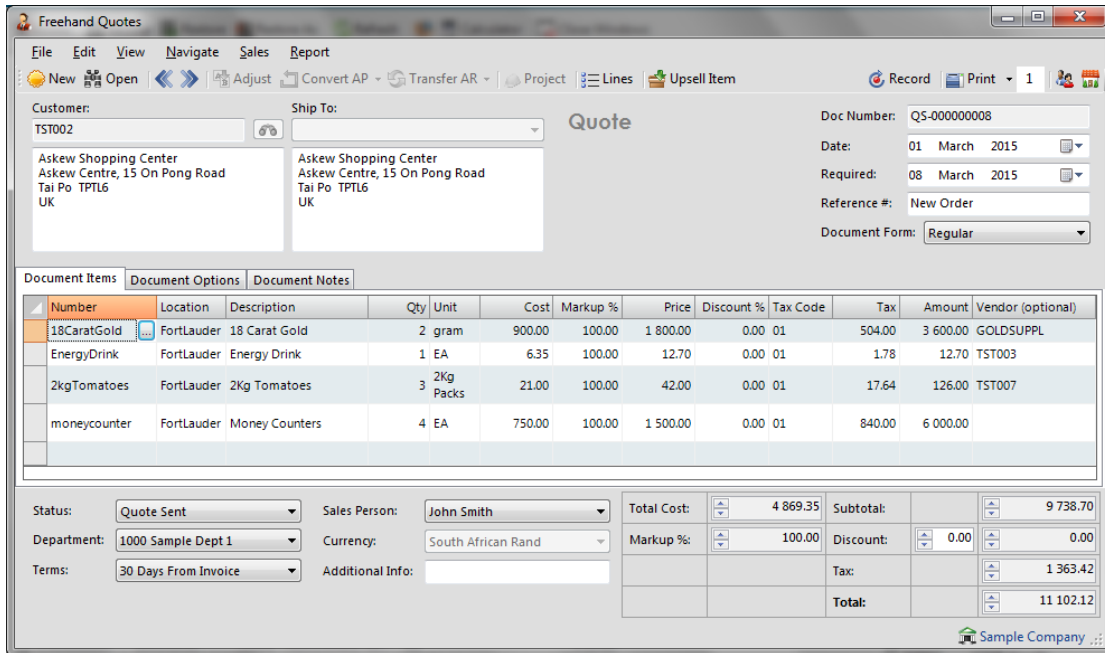 Freehand Quotes
File Edit View Navigate Sales Report
New Open Adjust Convert AP Transfer AR Project Lines Upsell Item Record Print 1
Customer: Ship To: Quote Doc Number: QS-000000008
TST002
Date: 01 March 2015
Askew Shopping Center Askew Shopping Center
Askew Centre, 15 On Pong Road Askew Centre, 15 On Pong Road
Required: 08 March 2015
Tai Po TPTL6 Tai Po TPTL6
UK UK
Reference #: New Order
Document Form: Regular
Document Items Document Options Document Notes
Number Location Description Qty Unit Cost Markup % Price Discount % Tax Code Tax Amount Vendor (optional)
18CaratGold ... FortLauder 18 Carat Gold 2 gram 900.00 100.00 1 800.00 0.00 01 504.00 3 600.00 GOLDSUPPL
EnergyDrink FortLauder Energy Drink 1 EA 6.35 100.00 12.70 0.00 01 1.78 12.70 TST003
2kgTomatoes FortLauder 2Kg Tomatoes 3 2Kg Packs 21.00 100.00 42.00 0.00 01 17.64 126.00 TST007
moneycounter FortLauder Money Counters 4 EA 750.00 100.00 1 500.00 0.00 01 840.00 6 000.00
Status: Quote Sent Sales Person: John Smith Total Cost: 4 869.35 Subtotal: 9 738.70
Department: 1000 Sample Dept 1 Currency: South African Rand Markup %: 100.00 Discount: 0.00 0.00
Terms: 30 Days From Invoice Additional Info: Tax: 1 363.42
Total: 11 102.12
Sample Company